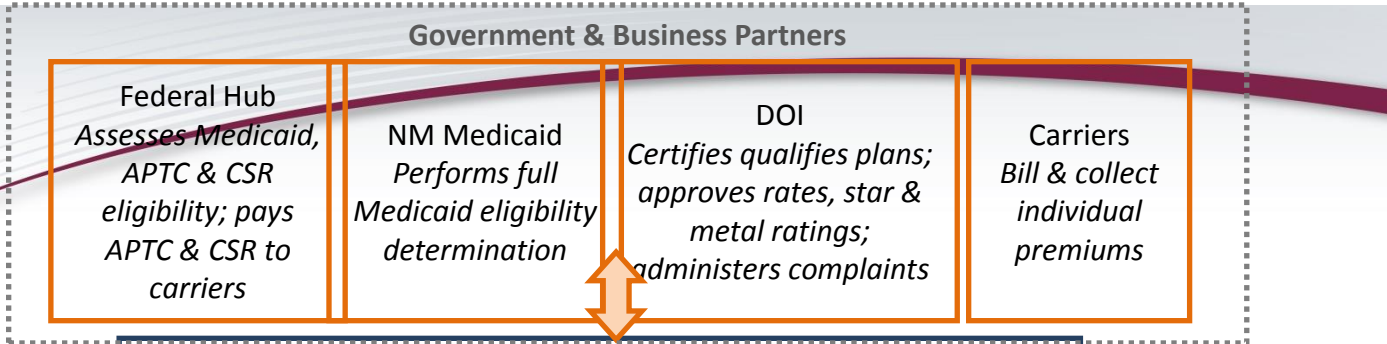 Government & Business Partners
Federal Hub
Assesses Medicaid,
APTC & CSR
eligibility; pays
APTC & CSR to
carriers
NM Medicaid
Performs full
Medicaid eligibility
determination
DOI
Certifies qualifies plans;
approves rates, star &
metal ratings;
administers complaints
Carriers
Bill & collect
individual
premiums